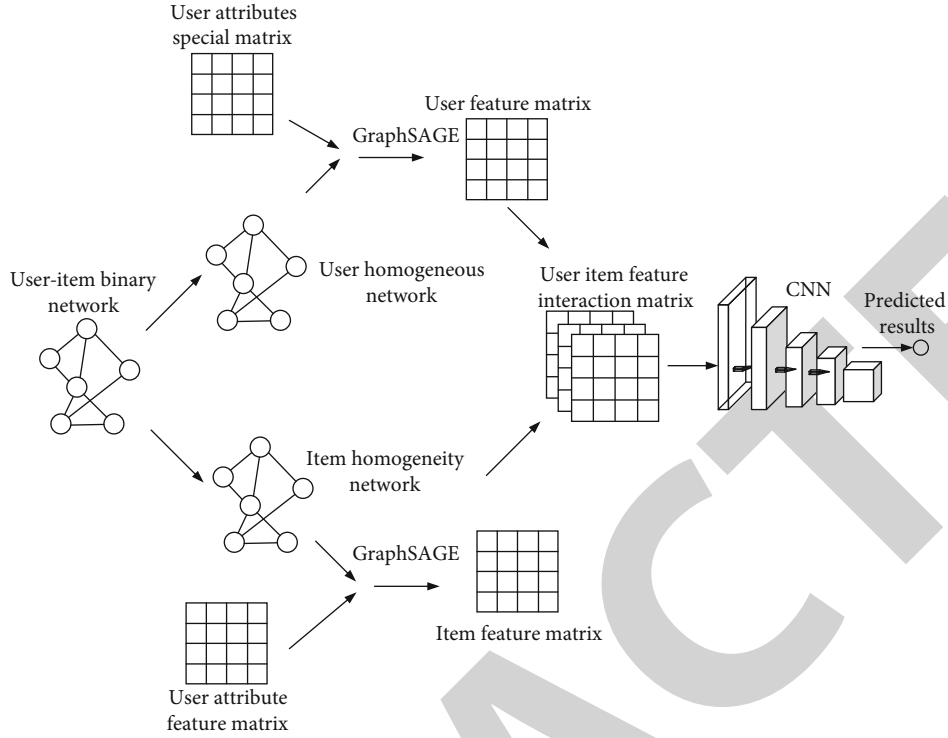 User attributes
special matrix
User feature matrix
GraphSAGE
User-item binary
network
User homogeneous
network
User item feature
interaction matrix
CNN
Predicted
results
Item homogeneity
network
GraphSAGE
Item feature matrix
User attribute
feature matrix